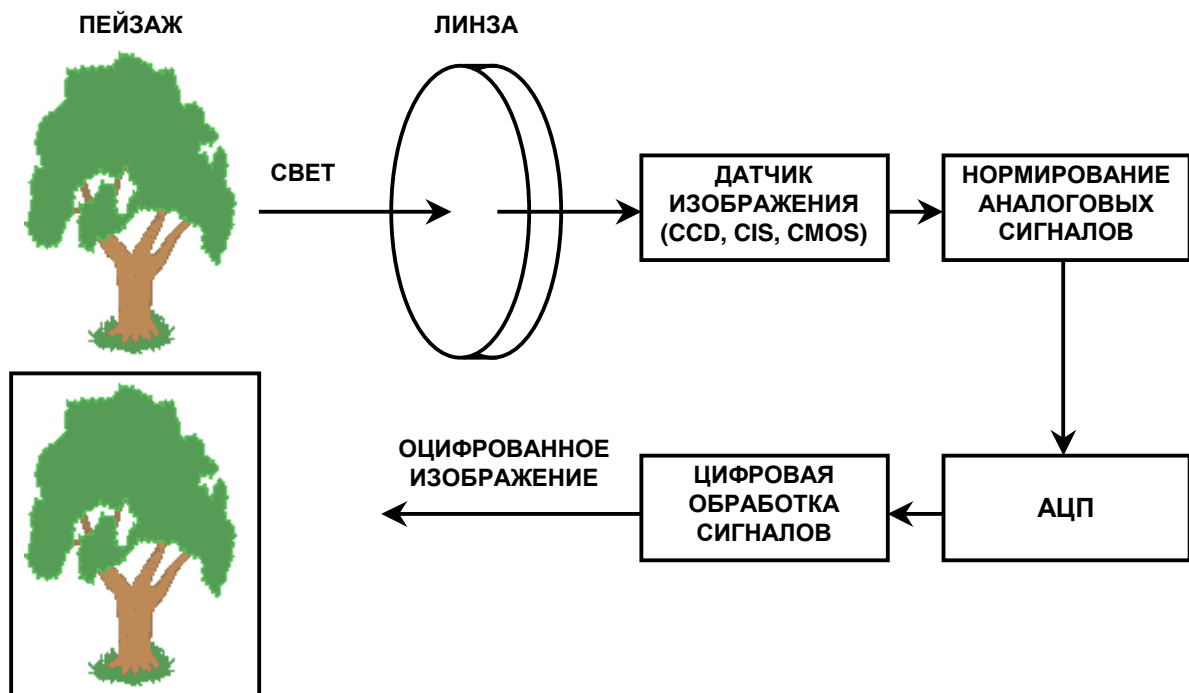 ПЕЙЗАЖ
ЛИНЗА
СВЕТ
ДАТЧИК
ИЗОБРАЖЕНИЯ
(CCD, CIS, CMOS)
НОРМИРОВАНИЕ
АНАЛОГОВЫХ
СИГНАЛОВ
ОЦИФРОВАННОЕ
ИЗОБРАЖЕНИЕ
ЦИФРОВАЯ
ОБРАБОТКА
СИГНАЛОВ
АЦП